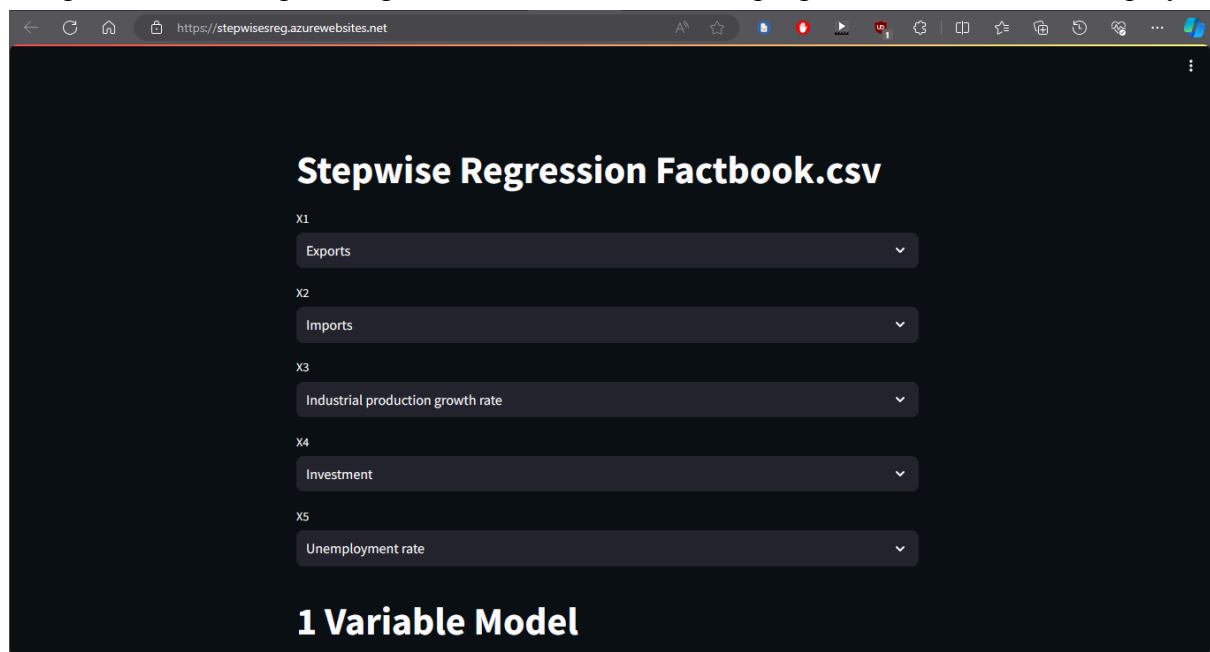 https://stepwisesreg.azurewebsites.net
Stepwise Regression Factbook.csv
X1
Exports
X2
Imports
X3
Industrial production growth rate
X4
Investment
X5
Unemployment rate
1 Variable Model